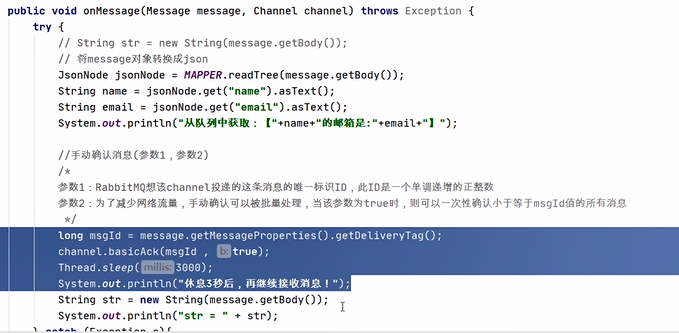 public void onMessage(Message message, Channel channel) throws Exception {
try {
// String str = new String(message.getBody());
// 将message对象转换成json
JsonNode jsonNode = MAPPER.readTree(message.getBody());
String name = jsonNode.get("name").asText();
String email = jsonNode.get("email").asText();
System.out.println("从队列中获取：【"+name+"的邮箱是:"+email+"】");
//手动确认消息(参数1，参数2)
/*
参数1：RabbitMQ想该channel投递的这条消息的唯一标识ID，此ID是一个单调递增的正整数
参数2：为了减少网络流量，手动确认可以被批量处理，当该参数为true时，则可以一次性确认小于等于msgId值的所有消息
*/
long msgId = message.getMessageProperties().getDeliveryTag();
channel.basicAck(msgId , b: true);
Thread.sleep( millis: 3000);
System.out.println("休息3秒后，再继续接收消息！");
String str = new String(message.getBody());
System.out.println("str = " + str);
} catch (Exception e){